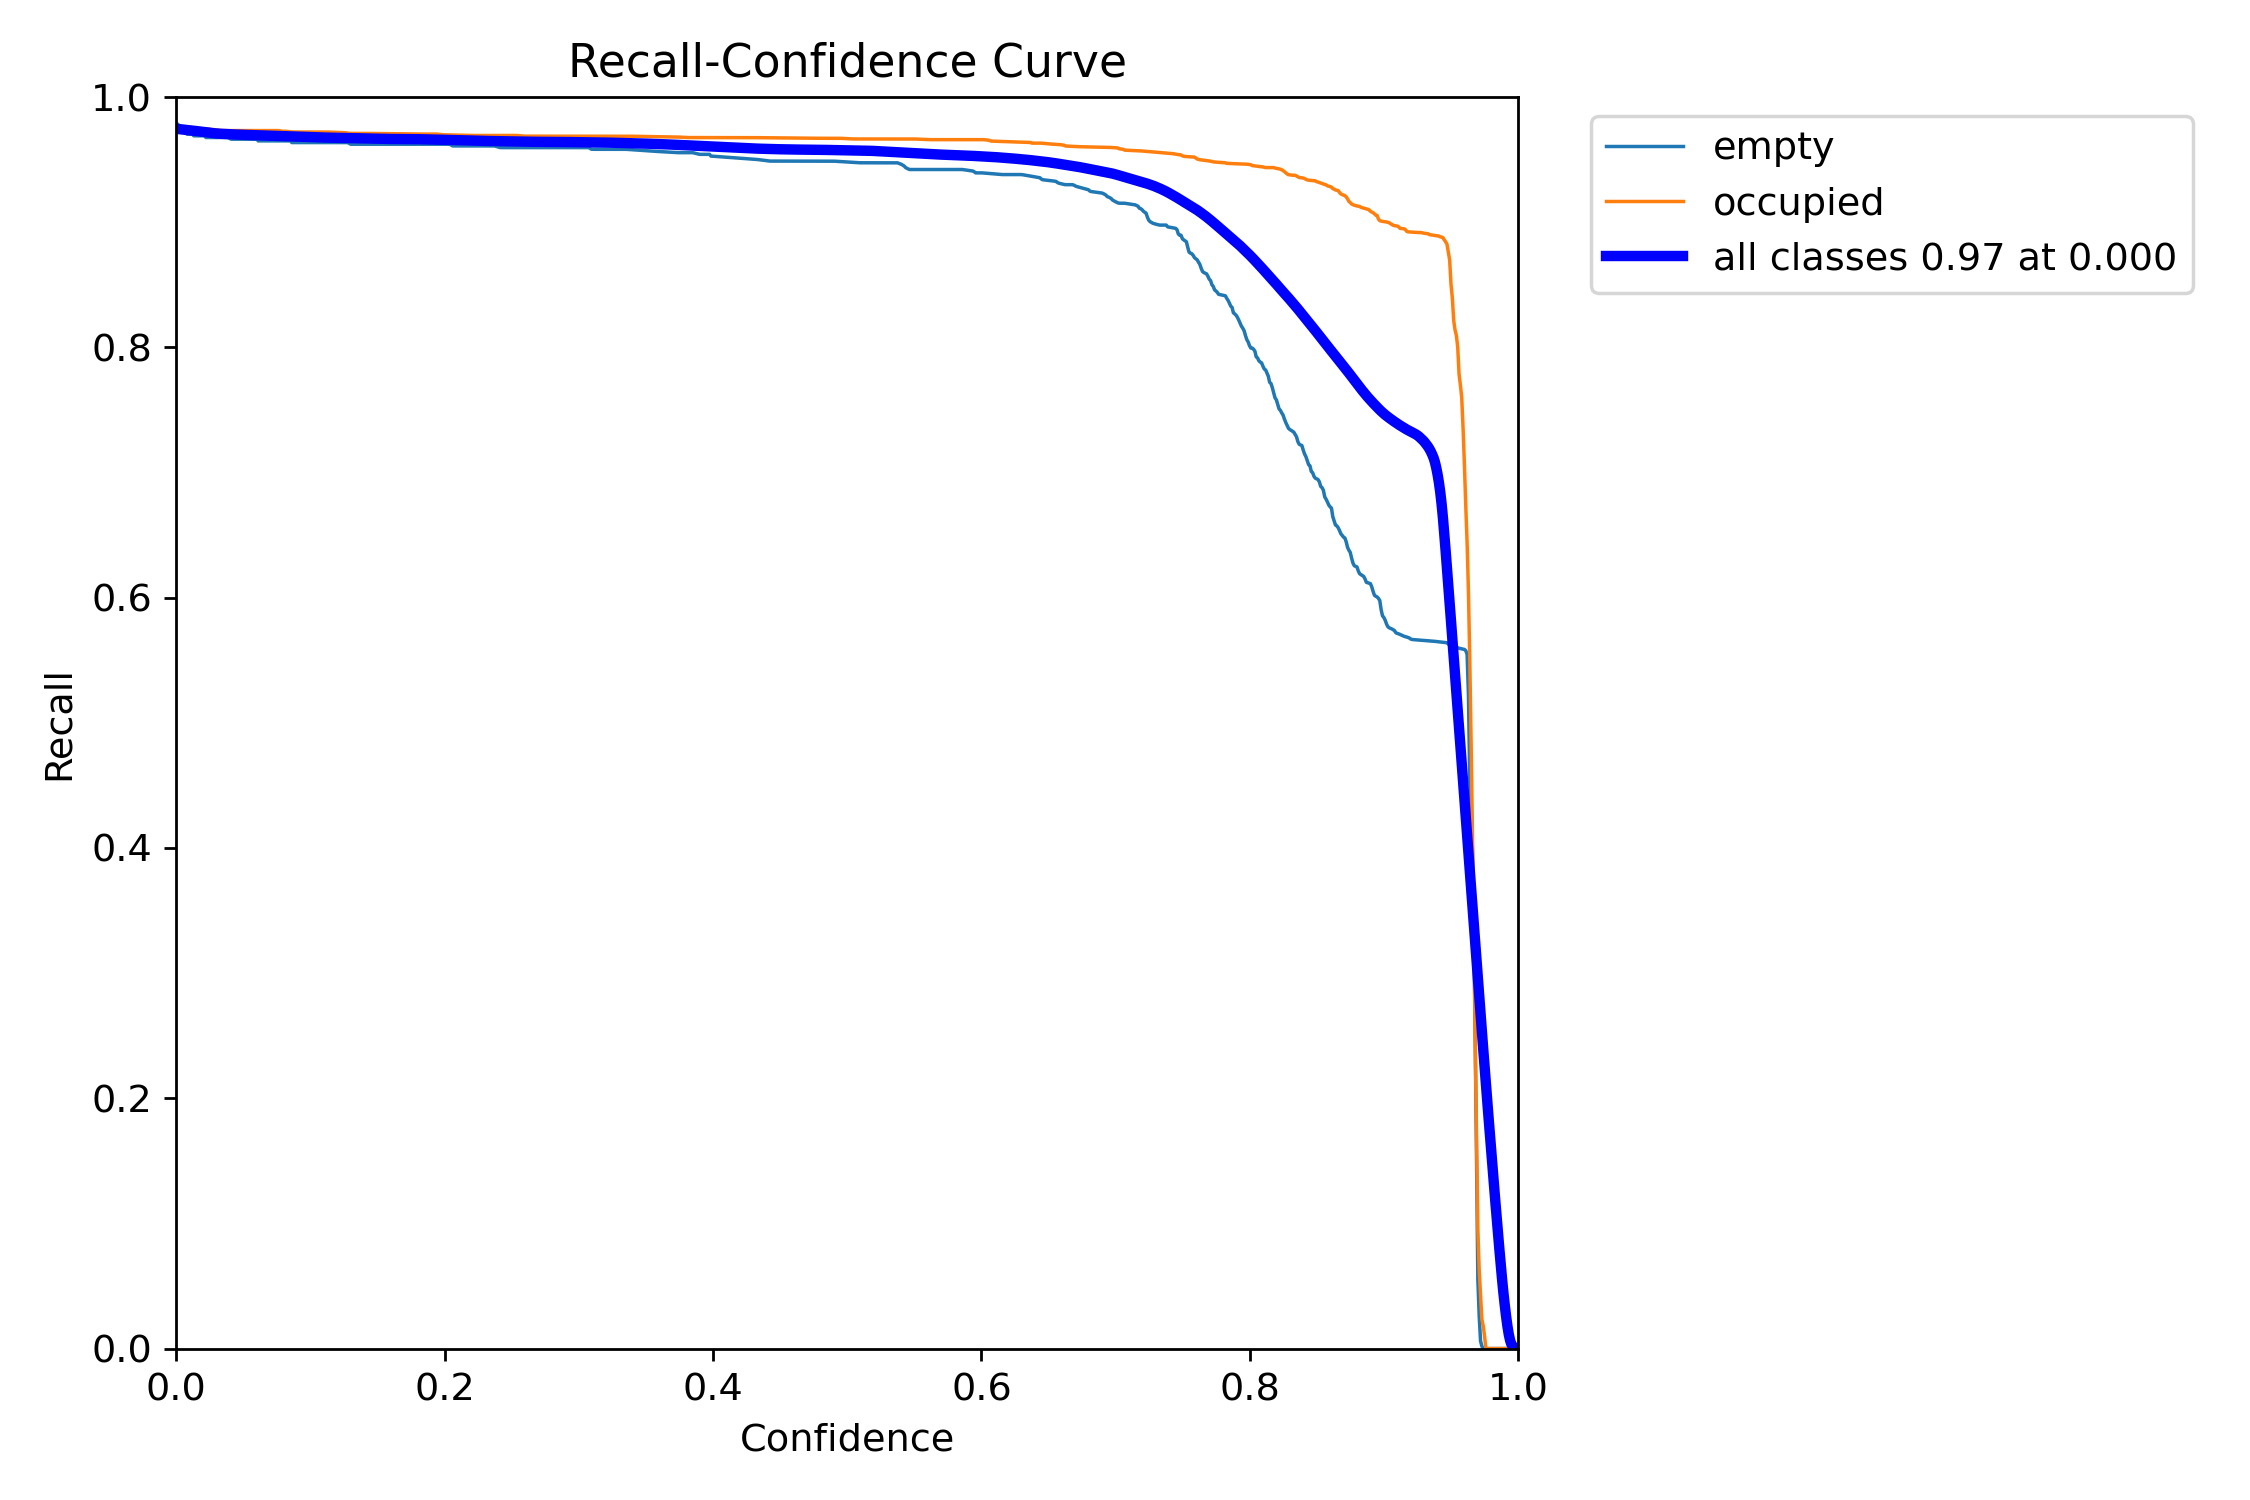 Recall-Confidence Curve
1.0
0.8
0.6
0.4
0.2
0.0
Recall
0.0 0.2 0.4 0.6 0.8 1.0
Confidence
empty
occupied
all classes 0.97 at 0.000